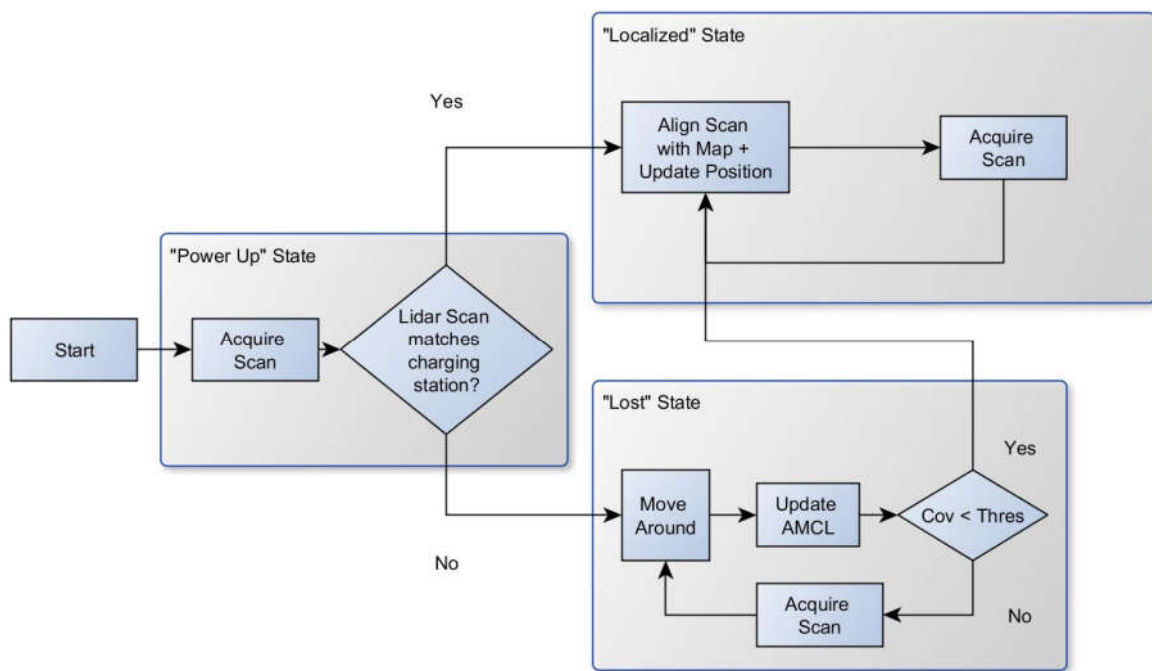 "Localized" State
Yes
Align Scan
with Map +
Update Position
Acquire
Scan
"Power Up" State
Start
Acquire
Scan
Lidar Scan
matches
charging
station?
"Lost" State
Yes
Move
Around
Update
AMCL
Cov < Thres
No
Acquire
Scan
No